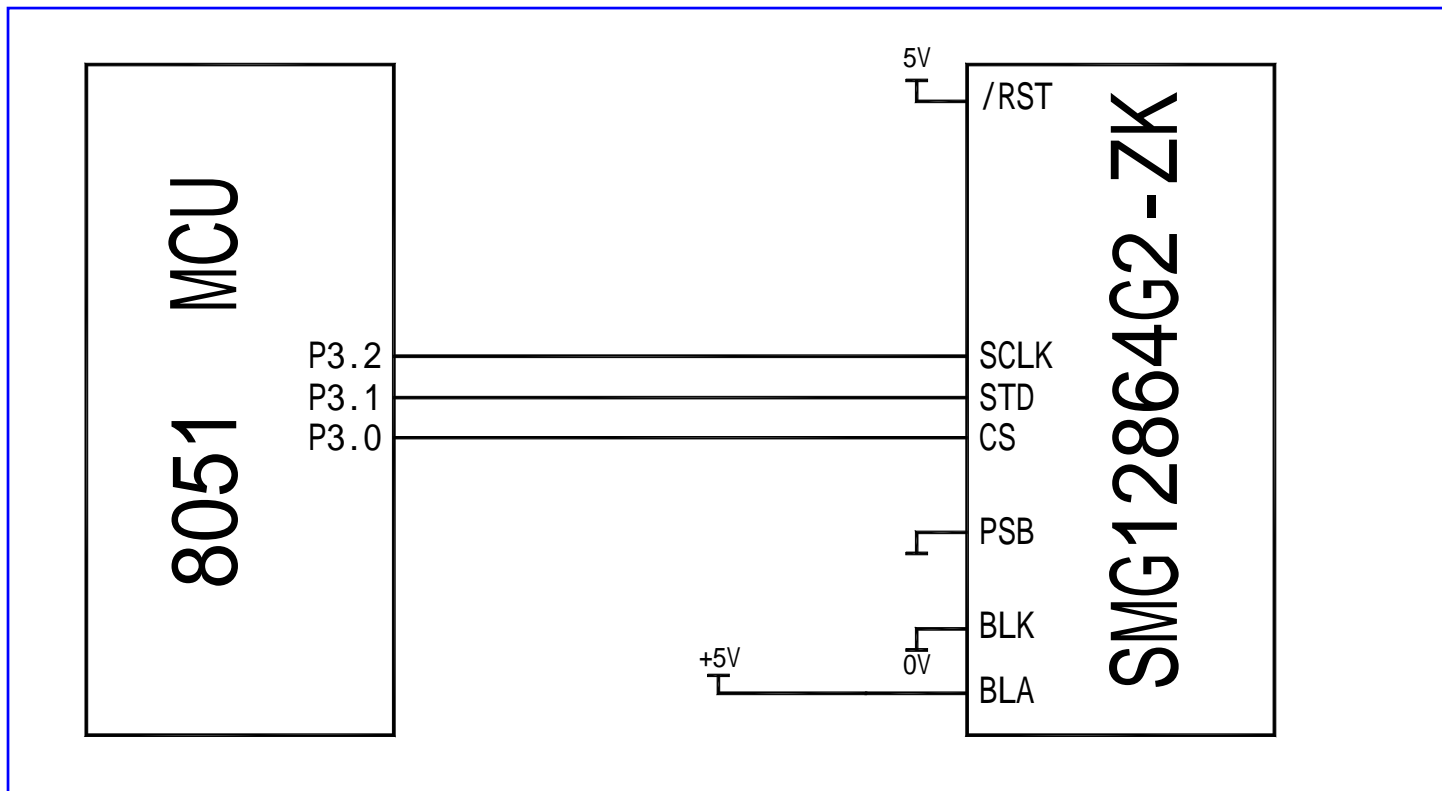 8051 MCU
P3.2
P3.1
P3.0
5V
/RST
SCLK
STD
CS
PSB
BLK
0V
+5V
BLA
SMG12864G2-ZK